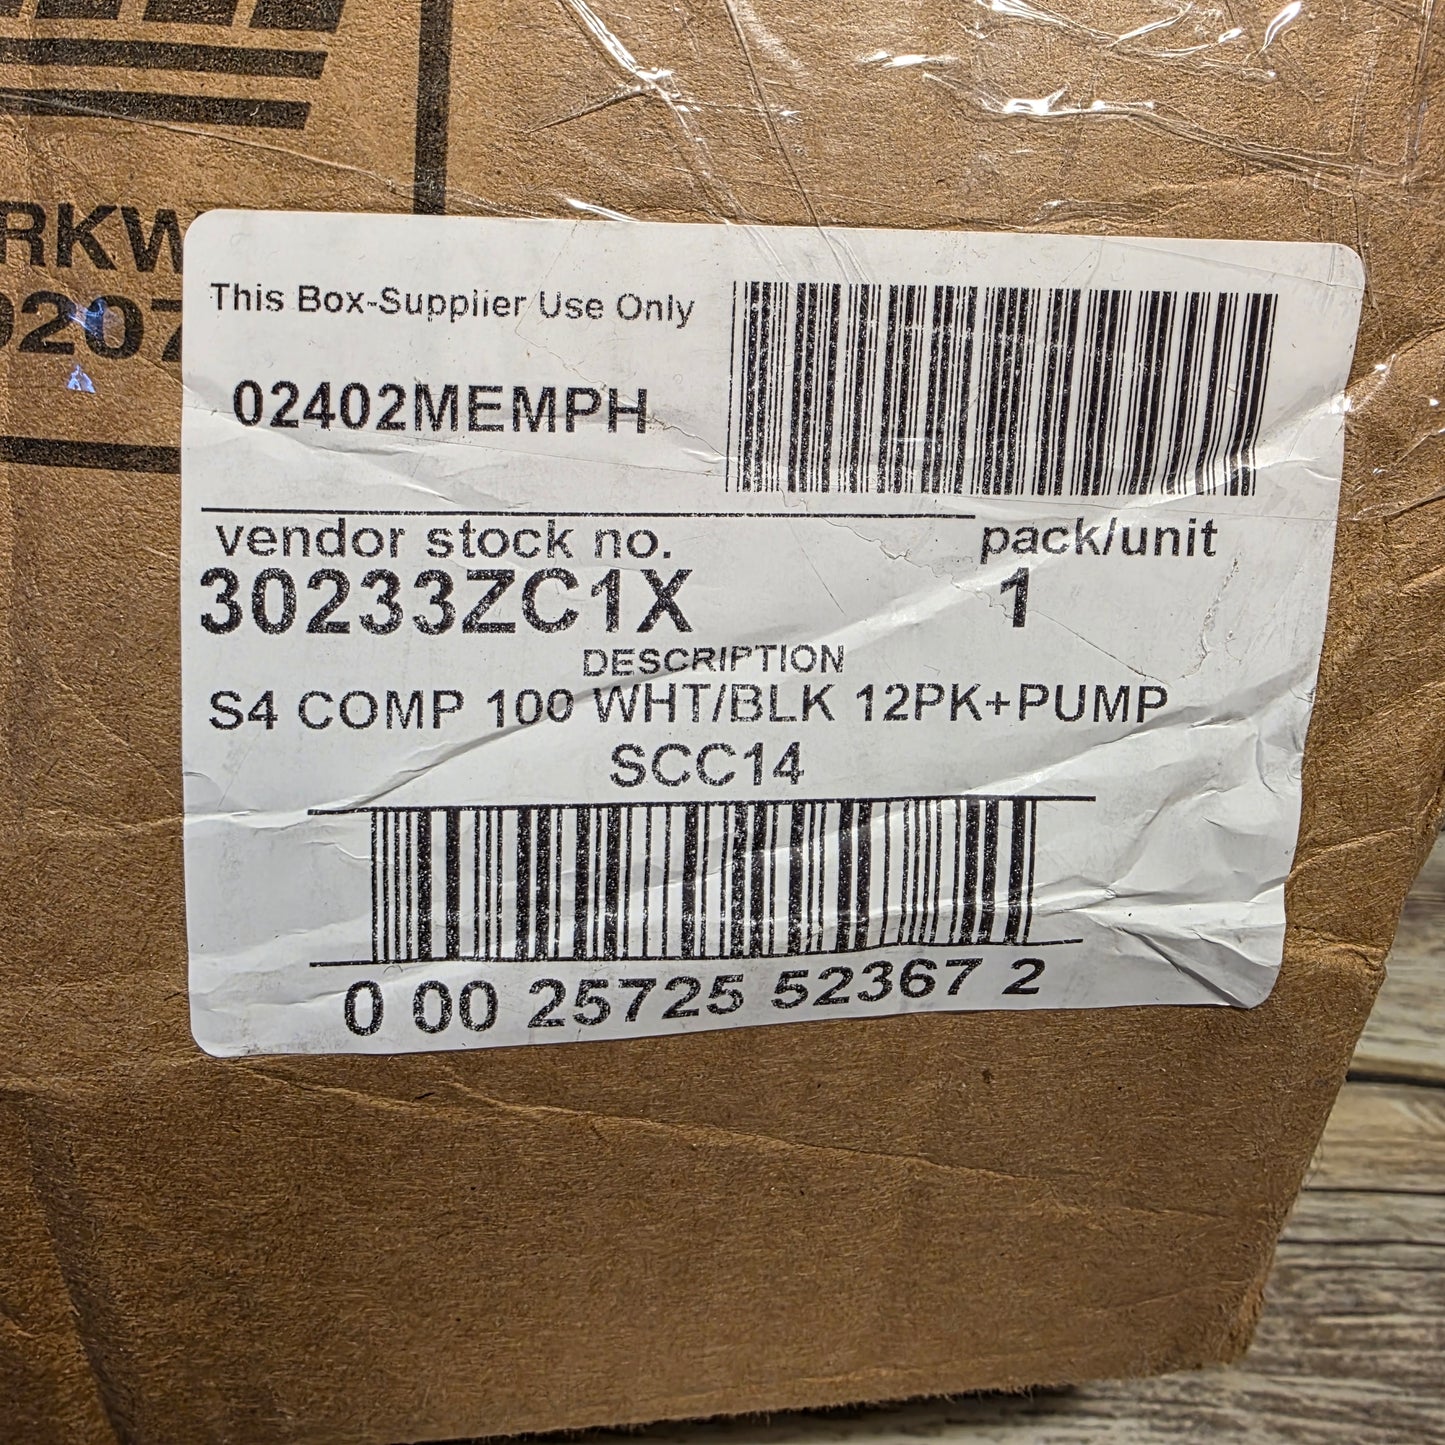 RKW
9207
This Box-Supplier Use Only
02402MEMPH
vendor stock no.
pack/unit
30233ZC1X
1
DESCRIPTION
S4 COMP 100 WHT/BLK 12PK+PUMP
SCC14
0 00 25725 52367 2